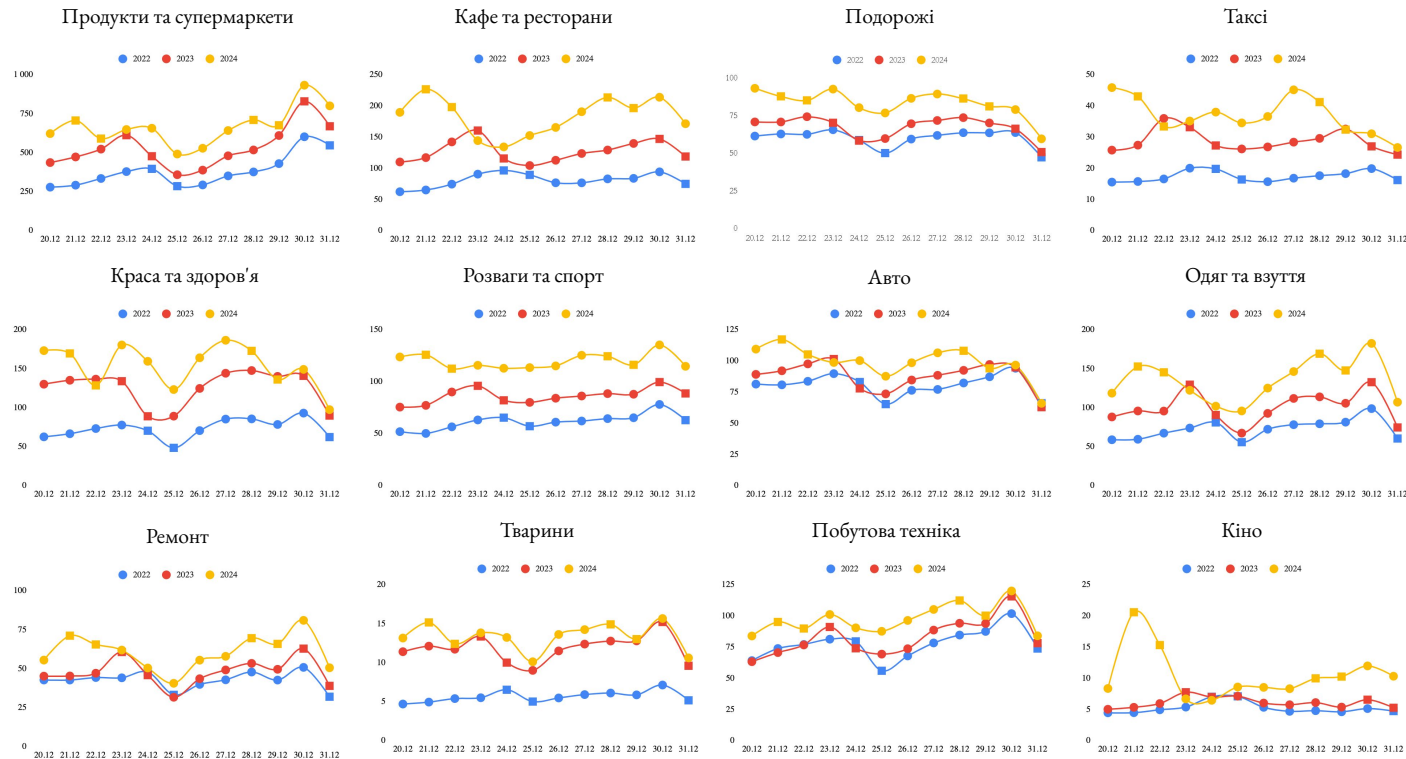 Продукти та супермаркети
2022 2023 2024
1 000
750
500
250
0
20.12 21.12 22.12 23.12 24.12 25.12 26.12 27.12 28.12 29.12 30.12 31.12
Кафе та ресторани
2022 2023 2024
250
200
150
100
50
0
20.12 21.12 22.12 23.12 24.12 25.12 26.12 27.12 28.12 29.12 30.12 31.12
Подорожі
2022 2023 2024
100
75
50
25
0
20.12 21.12 22.12 23.12 24.12 25.12 26.12 27.12 28.12 29.12 30.12 31.12
Таксі
2022 2023 2024
50
40
30
20
10
0
20.12 21.12 22.12 23.12 24.12 25.12 26.12 27.12 28.12 29.12 30.12 31.12
Краса та здоров'я
2022 2023 2024
200
150
100
50
0
20.12 21.12 22.12 23.12 24.12 25.12 26.12 27.12 28.12 29.12 30.12 31.12
Розваги та спорт
2022 2023 2024
150
100
50
0
20.12 21.12 22.12 23.12 24.12 25.12 26.12 27.12 28.12 29.12 30.12 31.12
Авто
2022 2023 2024
125
100
75
50
25
0
20.12 21.12 22.12 23.12 24.12 25.12 26.12 27.12 28.12 29.12 30.12 31.12
Одяг та взуття
2022 2023 2024
200
150
100
50
0
20.12 21.12 22.12 23.12 24.12 25.12 26.12 27.12 28.12 29.12 30.12 31.12
Ремонт
2022 2023 2024
100
75
50
25
0
20.12 21.12 22.12 23.12 24.12 25.12 26.12 27.12 28.12 29.12 30.12 31.12
Тварини
2022 2023 2024
20
15
10
5
0
20.12 21.12 22.12 23.12 24.12 25.12 26.12 27.12 28.12 29.12 30.12 31.12
Побутова техніка
2022 2023 2024
125
100
75
50
25
0
20.12 21.12 22.12 23.12 24.12 25.12 26.12 27.12 28.12 29.12 30.12 31.12
Кіно
2022 2023 2024
25
20
15
10
5
0
20.12 21.12 22.12 23.12 24.12 25.12 26.12 27.12 28.12 29.12 30.12 31.12